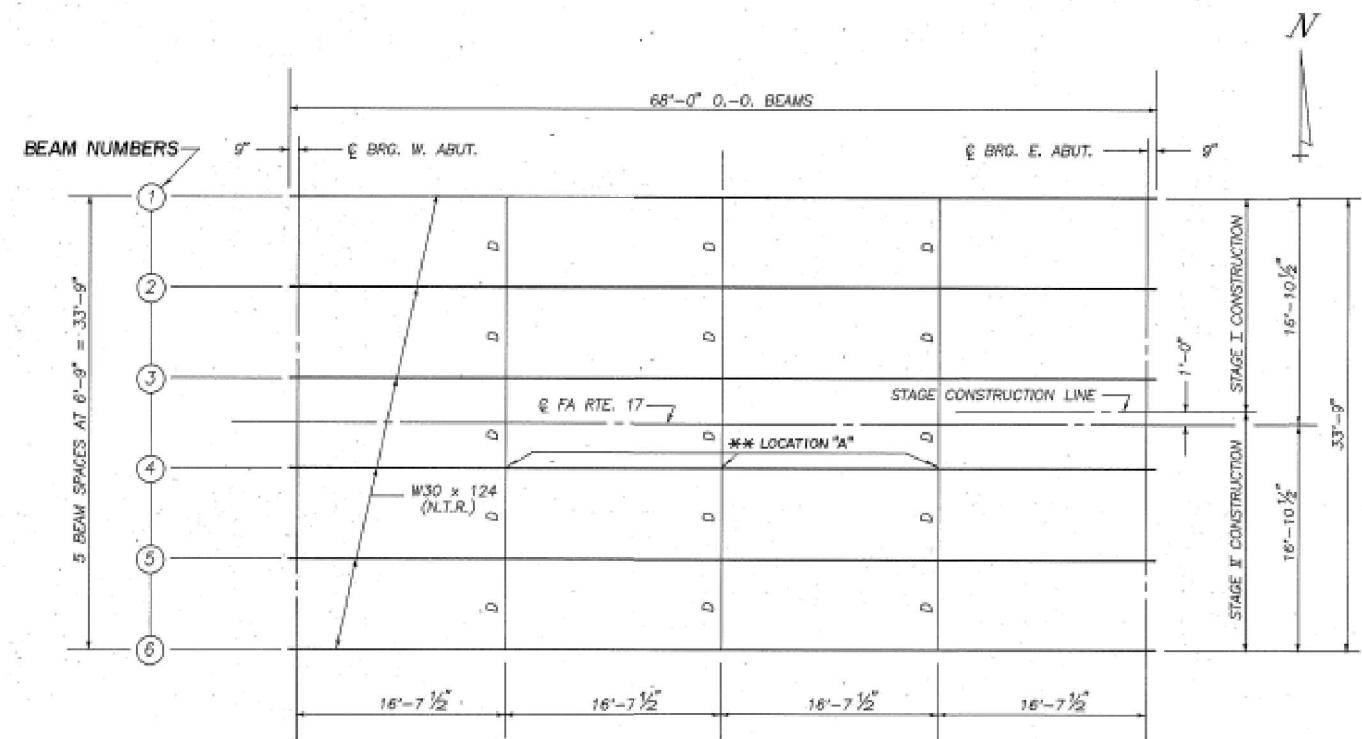 N
68'-0" O.-O. BEAMS
BEAM NUMBERS
9"
℄ BRG. W. ABUT.
℄ BRG. E. ABUT.
9"
1
D D D
2
D D D
3
℄ FA RTE. 17
STAGE CONSTRUCTION LINE
1'-0"
D D D
** LOCATION "A"
4
W30 x 124
(N.T.R.)
D D D
5
D D D
6
5 BEAM SPACES AT 6'-9" = 33'-9"
STAGE I CONSTRUCTION
STAGE II CONSTRUCTION
16'-10 1/2"
16'-10 1/2"
33'-9"
16'-7 1/2" 16'-7 1/2" 16'-7 1/2" 16'-7 1/2"